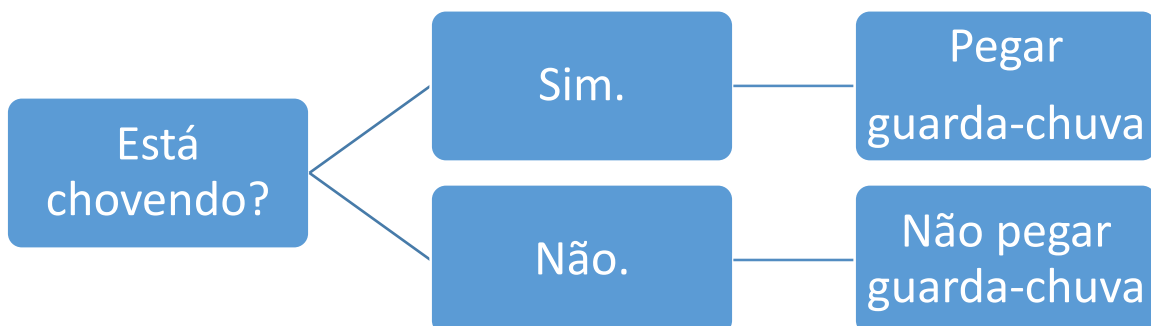 Está
chovendo?
Sim.
Pegar
guarda-chuva
Não.
Não pegar
guarda-chuva